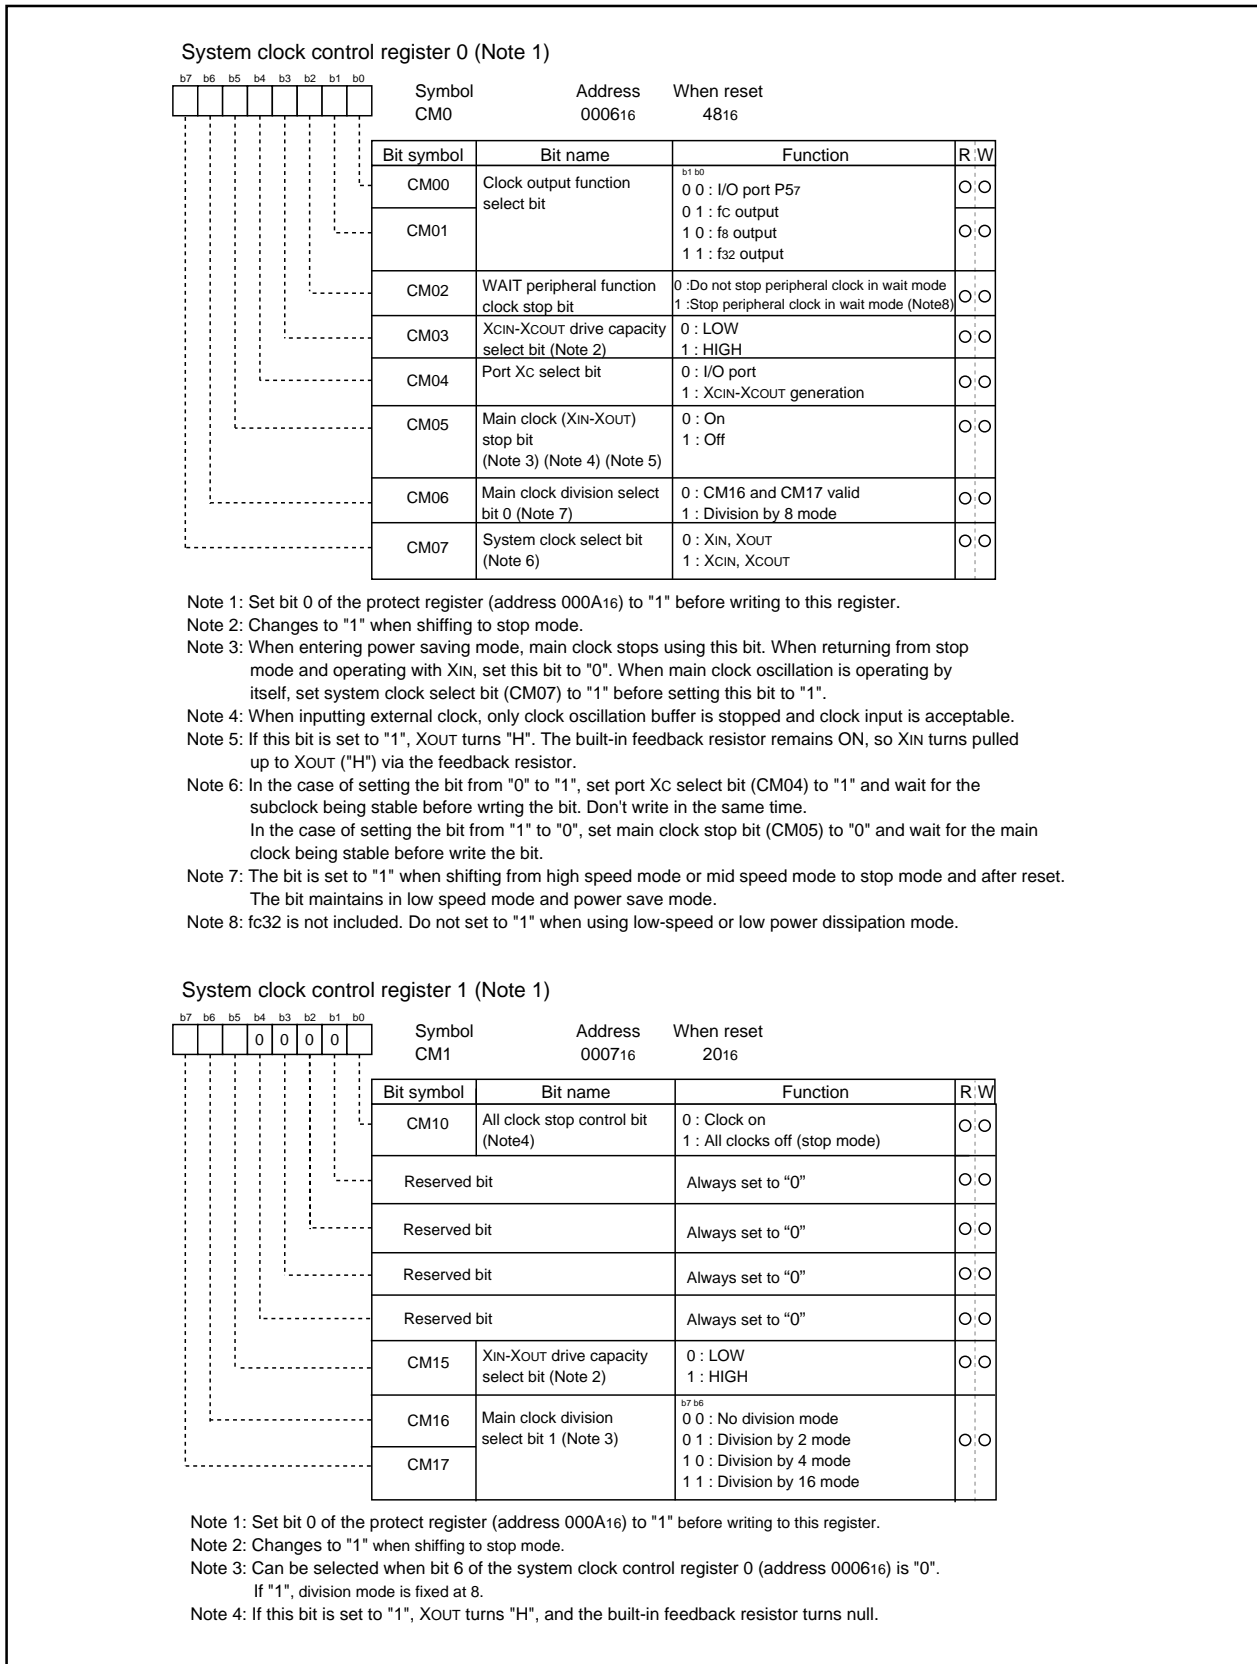 System clock control register 0 (Note 1)
b7 b6 b5 b4 b3 b2 b1 b0
Symbol Address When reset
CM0 000616 4816
Bit symbol Bit name Function R W
CM00 Clock output function select bit
b1 b0
0 0 : I/O port P57
CM01
0 1 : fC output
1 0 : f8 output
1 1 : f32 output
CM02 WAIT peripheral function
clock stop bit
0 :Do not stop peripheral clock in wait mode
1 :Stop peripheral clock in wait mode (Note8)
CM03 XCIN-XCOUT drive capacity
select bit (Note 2)
0 : LOW
1 : HIGH
CM04 Port XC select bit
0 : I/O port
1 : XCIN-XCOUT generation
CM05 Main clock (XIN-XOUT)
stop bit
(Note 3) (Note 4) (Note 5)
0 : On
1 : Off
CM06 Main clock division select
bit 0 (Note 7)
0 : CM16 and CM17 valid
1 : Division by 8 mode
CM07 System clock select bit
(Note 6)
0 : XIN, XOUT
1 : XCIN, XCOUT
Note 1: Set bit 0 of the protect register (address 000A16) to "1" before writing to this register.
Note 2: Changes to "1" when shiffing to stop mode.
Note 3: When entering power saving mode, main clock stops using this bit. When returning from stop
mode and operating with XIN, set this bit to "0". When main clock oscillation is operating by
itself, set system clock select bit (CM07) to "1" before setting this bit to "1".
Note 4: When inputting external clock, only clock oscillation buffer is stopped and clock input is acceptable.
Note 5: If this bit is set to "1", XOUT turns "H". The built-in feedback resistor remains ON, so XIN turns pulled
up to XOUT ("H") via the feedback resistor.
Note 6: In the case of setting the bit from "0" to "1", set port XC select bit (CM04) to "1" and wait for the
subclock being stable before wrting the bit. Don't write in the same time.
In the case of setting the bit from "1" to "0", set main clock stop bit (CM05) to "0" and wait for the main
clock being stable before write the bit.
Note 7: The bit is set to "1" when shifting from high speed mode or mid speed mode to stop mode and after reset.
The bit maintains in low speed mode and power save mode.
Note 8: fc32 is not included. Do not set to "1" when using low-speed or low power dissipation mode.
System clock control register 1 (Note 1)
b7 b6 b5 b4 b3 b2 b1 b0
0 0 0 0
Symbol Address When reset
CM1 000716 2016
Bit symbol Bit name Function R W
CM10 All clock stop control bit
(Note4)
0 : Clock on
1 : All clocks off (stop mode)
Reserved bit Always set to “0”
Reserved bit Always set to “0”
Reserved bit Always set to “0”
Reserved bit Always set to “0”
CM15 XIN-XOUT drive capacity
select bit (Note 2)
0 : LOW
1 : HIGH
CM16 Main clock division
select bit 1 (Note 3)
b7 b6
0 0 : No division mode
0 1 : Division by 2 mode
CM17
1 0 : Division by 4 mode
1 1 : Division by 16 mode
Note 1: Set bit 0 of the protect register (address 000A16) to "1" before writing to this register.
Note 2: Changes to "1" when shiffing to stop mode.
Note 3: Can be selected when bit 6 of the system clock control register 0 (address 000616) is "0".
If "1", division mode is fixed at 8.
Note 4: If this bit is set to "1", XOUT turns "H", and the built-in feedback resistor turns null.